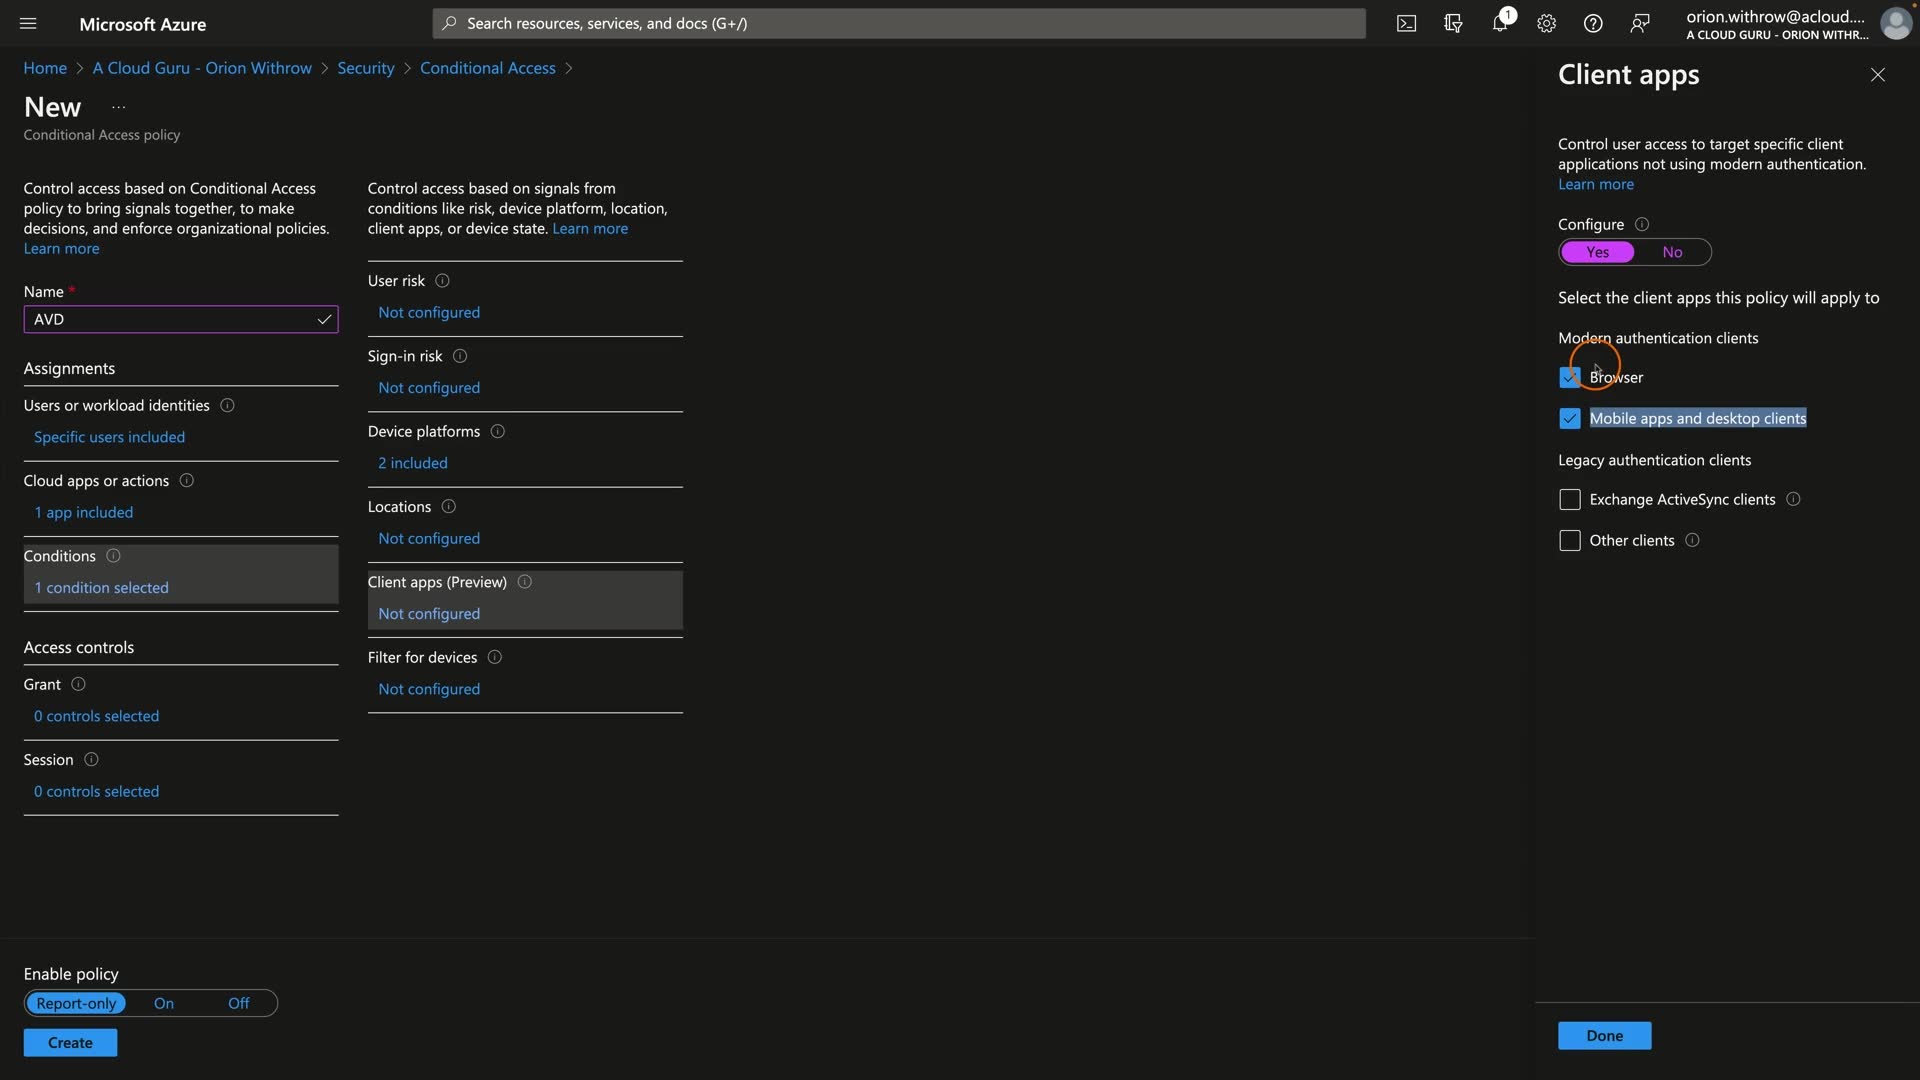 Microsoft Azure
Search resources, services, and docs (G+/)
1
orion.withrow@acloud....
A CLOUD GURU - ORION WITHR...
Home > A Cloud Guru - Orion Withrow > Security > Conditional Access >
New ...
Conditional Access policy
Control access based on Conditional Access
policy to bring signals together, to make
decisions, and enforce organizational policies.
Learn more
Name *
AVD
Assignments
Users or workload identities
Specific users included
Cloud apps or actions
1 app included
Conditions
1 condition selected
Access controls
Grant
0 controls selected
Session
0 controls selected
Control access based on signals from
conditions like risk, device platform, location,
client apps, or device state. Learn more
User risk
Not configured
Sign-in risk
Not configured
Device platforms
2 included
Locations
Not configured
Client apps (Preview)
Not configured
Filter for devices
Not configured
Enable policy
Report-only On Off
Create
Client apps
Control user access to target specific client
applications not using modern authentication.
Learn more
Configure
Yes No
Select the client apps this policy will apply to
Modern authentication clients
Browser
Mobile apps and desktop clients
Legacy authentication clients
Exchange ActiveSync clients
Other clients
Done